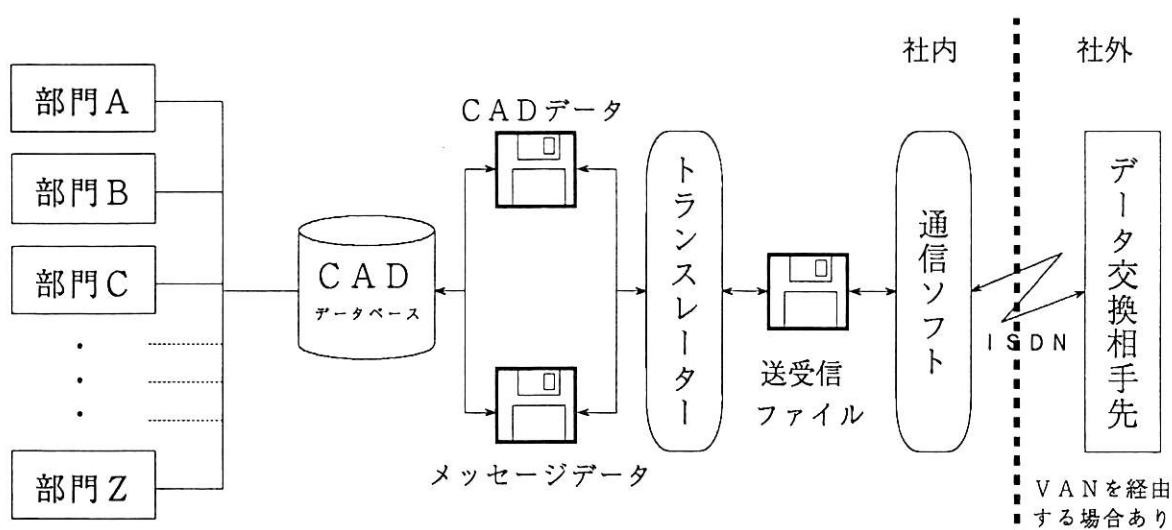 社内
社外
部門A
部門B
部門C
・
・
・
部門Z
CAD
データベース
CADデータ
メッセージデータ
トランスレーター
送受信
ファイル
通信ソフト
ISDN
データ交換相手先
VANを経由
する場合あり